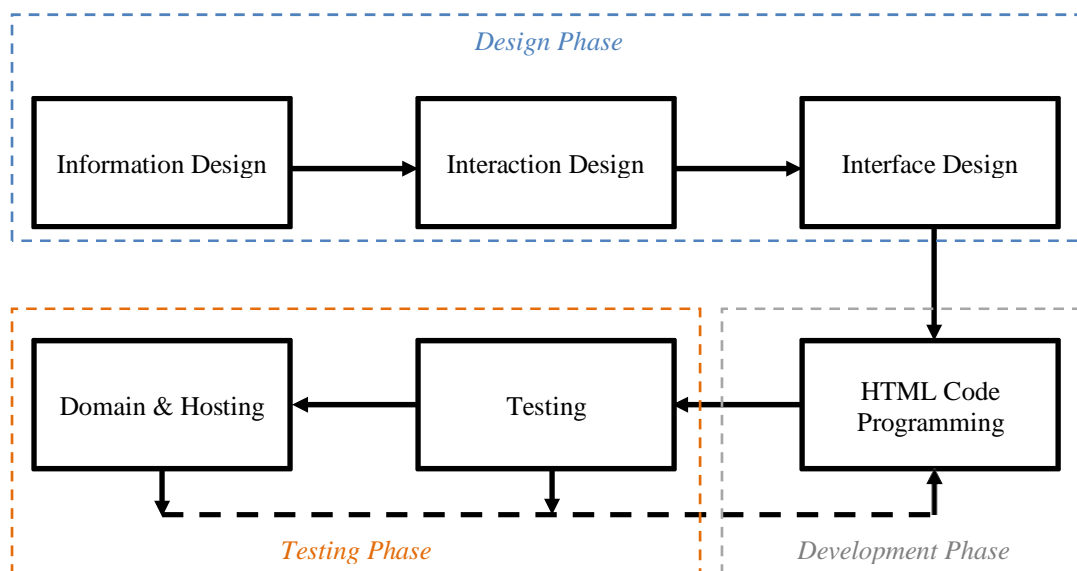 Design Phase
Information Design
Interaction Design
Interface Design
Domain & Hosting
Testing
HTML Code
Programming
Testing Phase
Development Phase